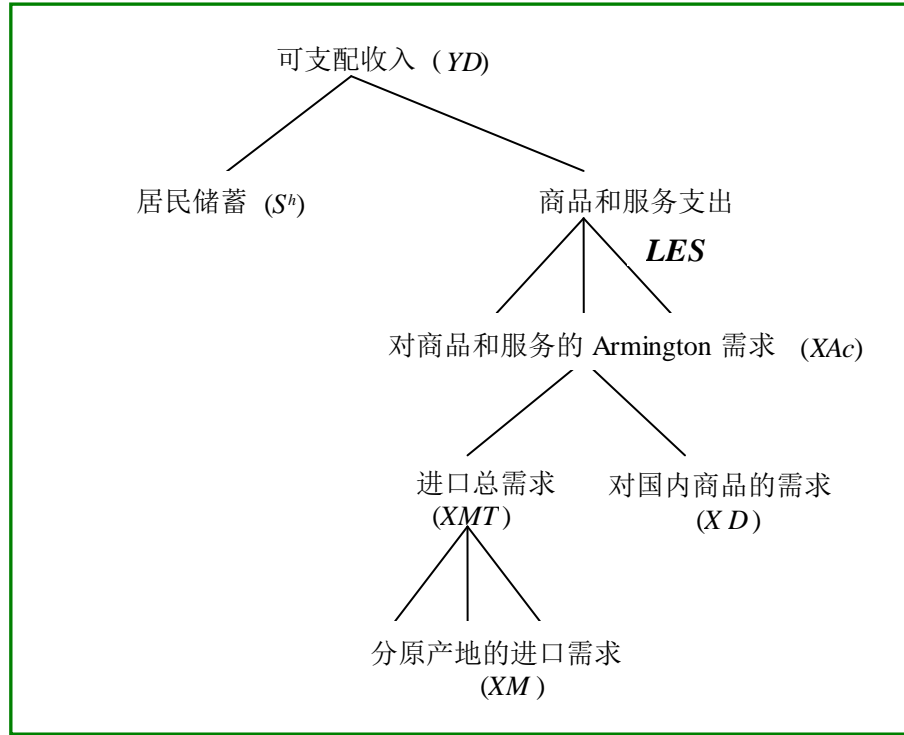 可支配收入 (YD)
居民储蓄 (Sʰ) 商品和服务支出
LES
对商品和服务的 Armington 需求 (XAc)
进口总需求 对国内商品的需求
(XMT) (X D)
分原产地的进口需求
(XM)